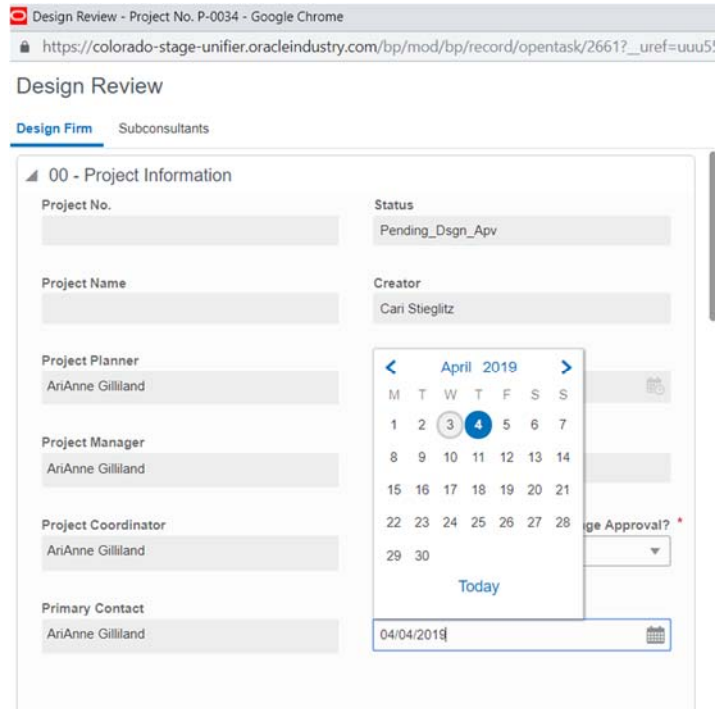 Design Review - Project No. P-0034 - Google Chrome
https://colorado-stage-unifier.oracleindustry.com/bp/mod/bp/record/opentask/2661?_uref=uuu55
Design Review
Design Firm Subconsultants
00 - Project Information
Project No. Status
Pending_Dsgn_Apv
Project Name Creator
Cari Stieglitz
Project Planner
AriAnne Gilliland
April 2019
M T W T F S S
1 2 3 4 5 6 7
Project Manager
8 9 10 11 12 13 14
AriAnne Gilliland
15 16 17 18 19 20 21
Project Coordinator
22 23 24 25 26 27 28
ge Approval? *
AriAnne Gilliland
29 30
Today
Primary Contact
AriAnne Gilliland 04/04/2019